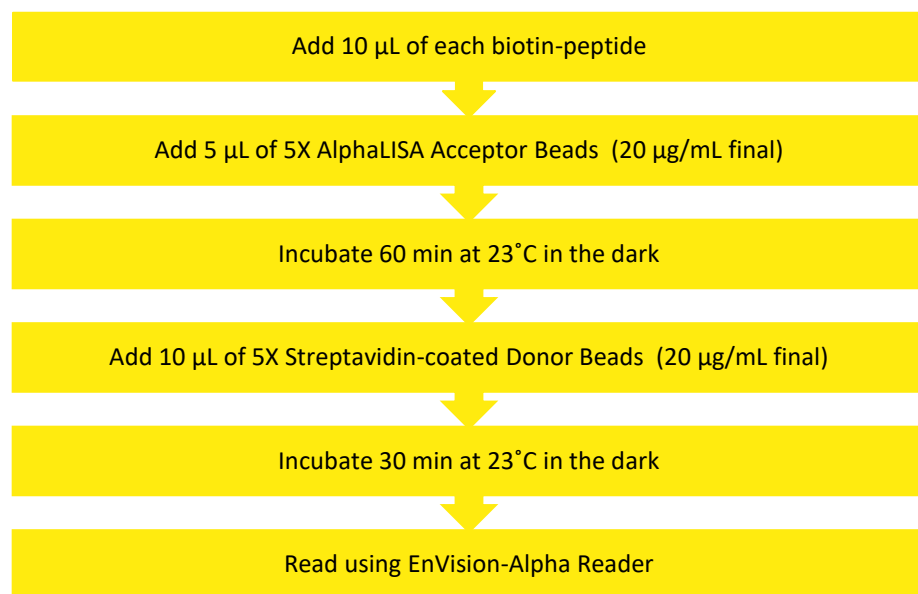 Add 10 µL of each biotin-peptide
Add 5 µL of 5X AlphaLISA Acceptor Beads  (20 µg/mL final)
Incubate 60 min at 23˚C in the dark
Add 10 µL of 5X Streptavidin-coated Donor Beads  (20 µg/mL final)
Incubate 30 min at 23˚C in the dark
Read using EnVision-Alpha Reader